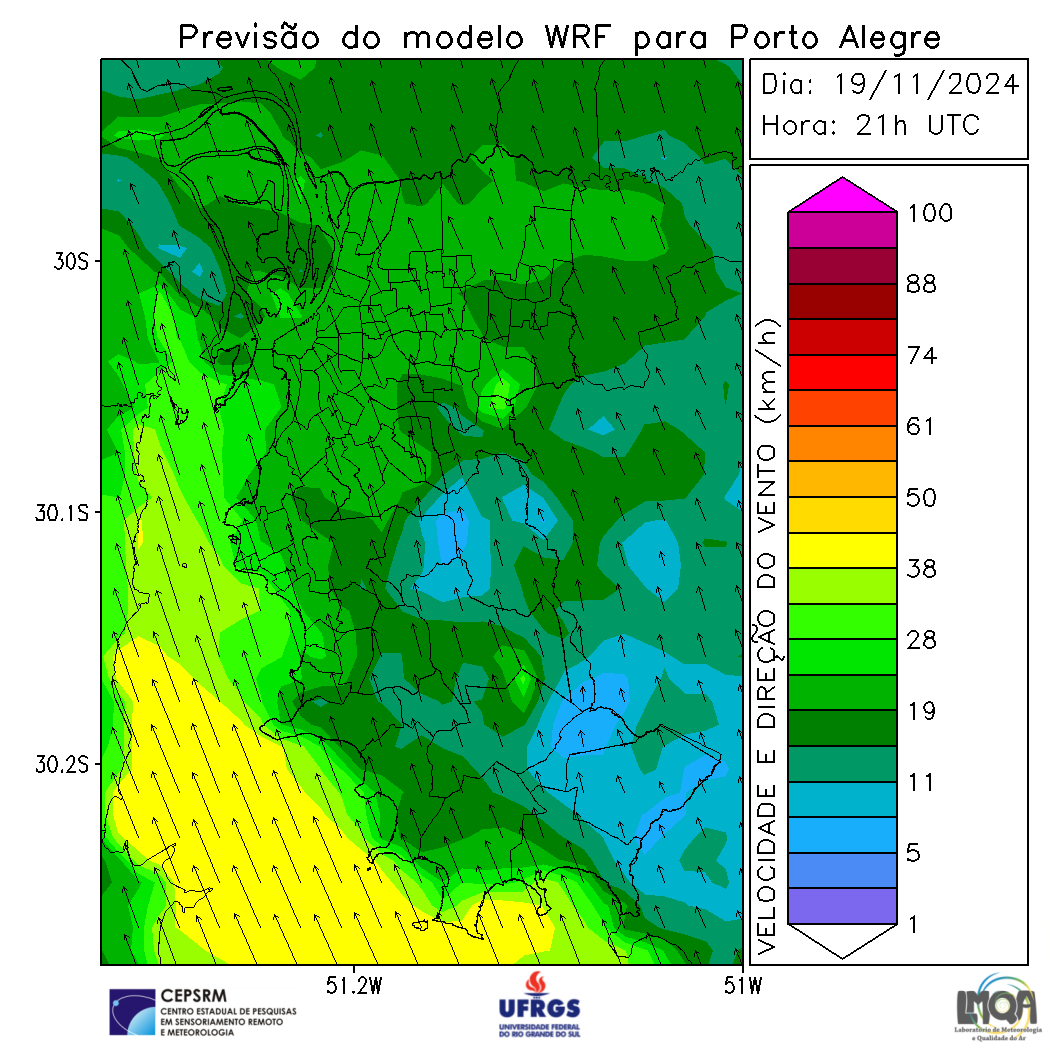 Previsão do modelo WRF para Porto Alegre
Dia: 19/11/2024
Hora: 21h UTC
30S
30.1S
30.2S
51.2W
51W
VELOCIDADE E DIREÇÃO DO VENTO (km/h)
100
88
74
61
50
38
28
19
11
5
1
CEPSRM
CENTRO ESTADUAL DE PESQUISAS
EM SENSORIAMENTO REMOTO
E METEOROLOGIA
UFRGS
UNIVERSIDADE FEDERAL
DO RIO GRANDE DO SUL
LMQA
Laboratório de Meteorologia
e Qualidade do Ar